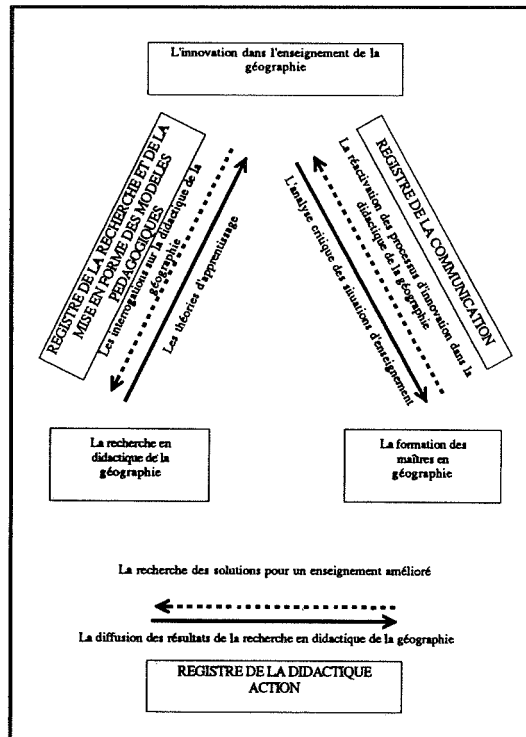 L'innovation dans l'enseignement de la
géographie
REGISTRE DE LA RECHERCHE ET DE LA
MISE EN FORME DES MODELES
PEDAGOGIQUES
Les interrogations sur la didactique de la
géographie
Les théories d'apprentissage
L'analyse critique des situations d'enseignement
La réactivation des processus d'innovation dans la
didactique de la géographie
REGISTRE DE LA COMMUNICATION
La recherche en
didactique de la
géographie
La formation des
maîtres en
géographie
La recherche des solutions pour un enseignement amélioré
La diffusion des résultats de la recherche en didactique de la géographie
REGISTRE DE LA DIDACTIQUE
ACTION